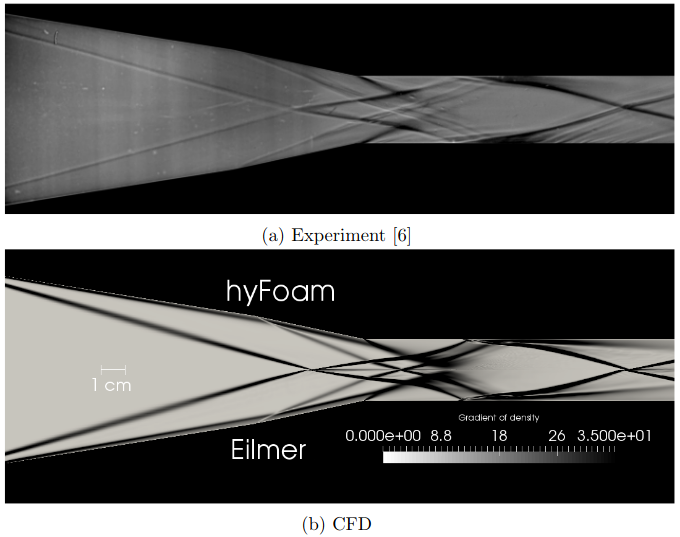 (a) Experiment [6]
hyFoam
1 cm
Eilmer
Gradient of density
0.000e+00 8.8 18 26 3.500e+01
(b) CFD